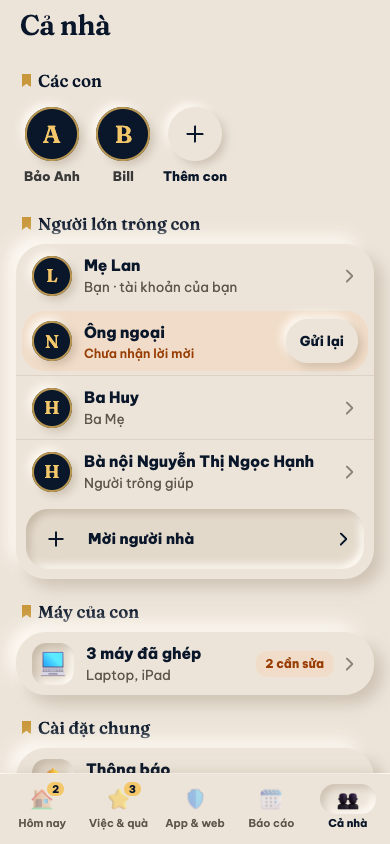 Cả nhà
Các con
A
B
Bảo Anh
Bill
Thêm con
Người lớn trông con
L
Mẹ Lan
Bạn · tài khoản của bạn
N
Ông ngoại
Chưa nhận lời mời
Gửi lại
H
Ba Huy
Ba Mẹ
H
Bà nội Nguyễn Thị Ngọc Hạnh
Người trông giúp
Mời người nhà
Máy của con
3 máy đã ghép
Laptop, iPad
2 cần sửa
Cài đặt chung
Thông báo
2
3
Hôm nay
Việc & quà
App & web
Báo cáo
Cả nhà